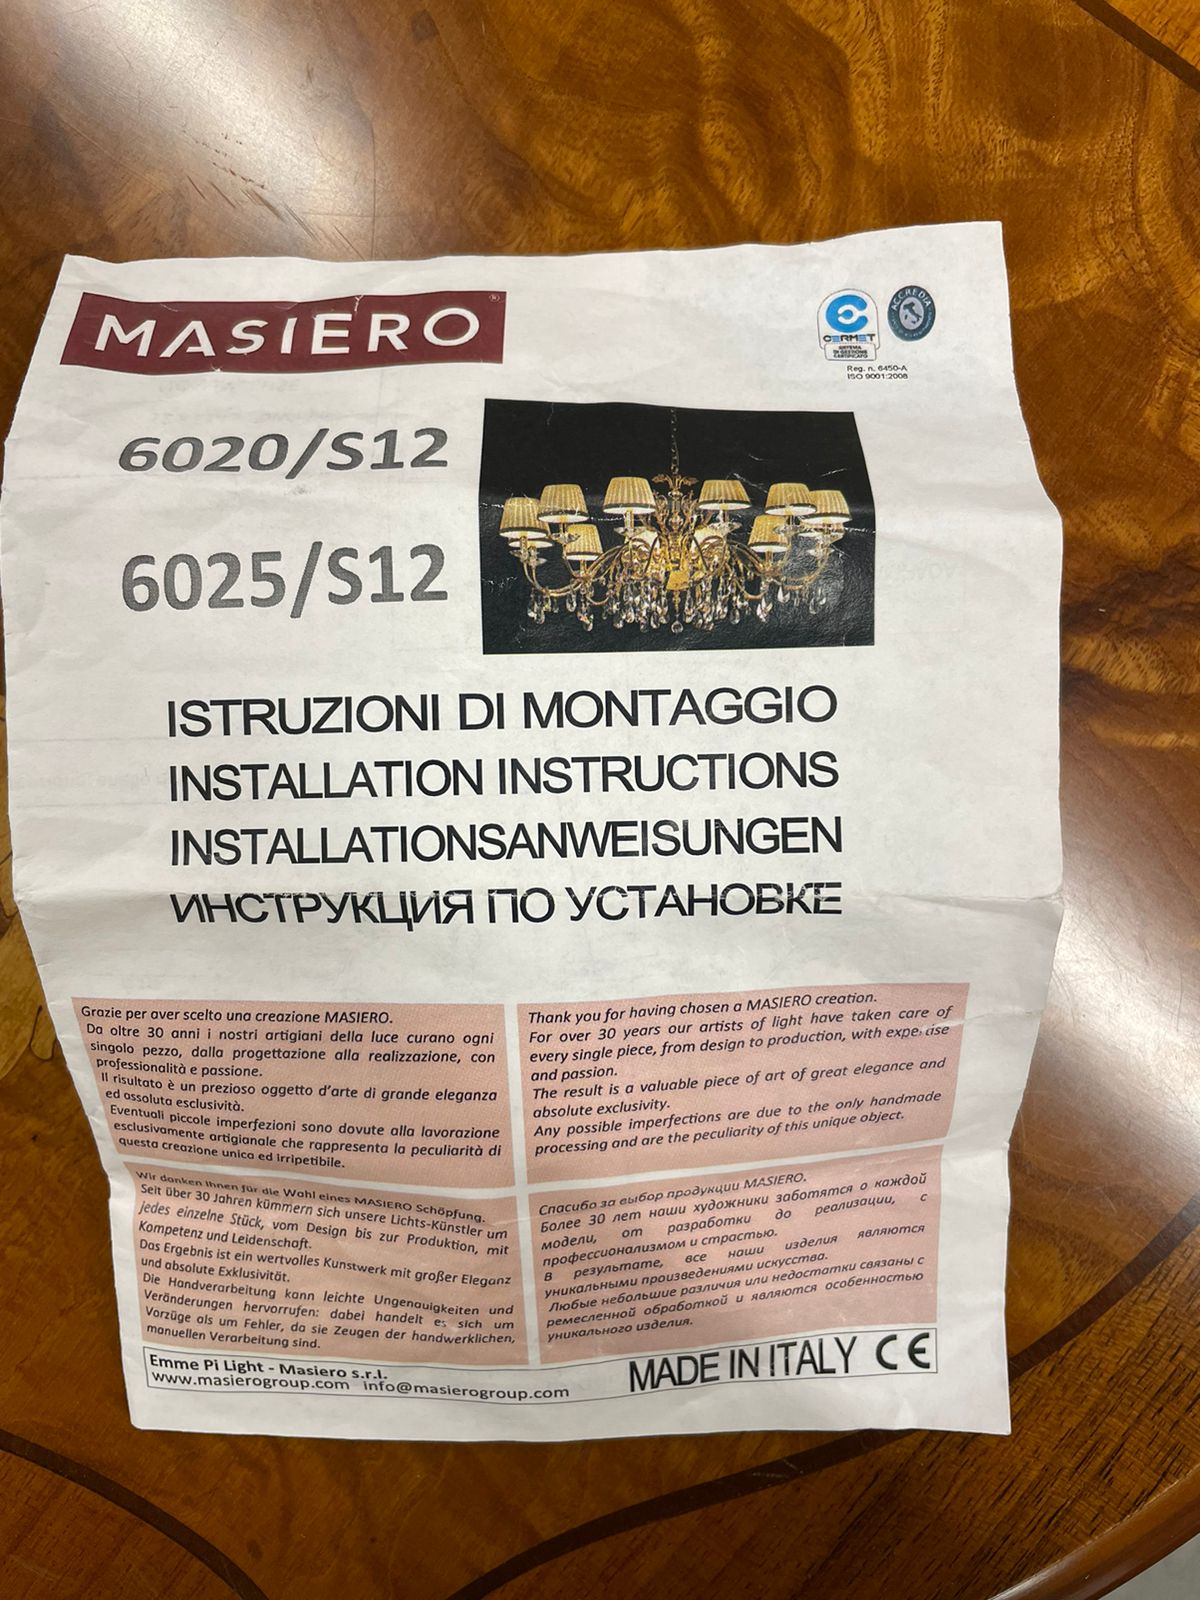 MASIERO ®
CERMET
SISTEMA
DI GESTIONE
CERTIFICATO
ACCREDIA
Reg. n. 6450-A
ISO 9001:2008
6020/S12
6025/S12
ISTRUZIONI DI MONTAGGIO
INSTALLATION INSTRUCTIONS
INSTALLATIONSANWEISUNGEN
ИНСТРУКЦИЯ ПО УСТАНОВКЕ
Grazie per aver scelto una creazione MASIERO.
Da oltre 30 anni i nostri artigiani della luce curano ogni
singolo pezzo, dalla progettazione alla realizzazione, con
professionalità e passione.
Il risultato è un prezioso oggetto d'arte di grande eleganza
ed assoluta esclusività.
Eventuali piccole imperfezioni sono dovute alla lavorazione
esclusivamente artigianale che rappresenta la peculiarità di
questa creazione unica ed irripetibile.
Thank you for having chosen a MASIERO creation.
For over 30 years our artists of light have taken care of
every single piece, from design to production, with expertise
and passion.
The result is a valuable piece of art of great elegance and
absolute exclusivity.
Any possible imperfections are due to the only handmade
processing and are the peculiarity of this unique object.
Wir danken Ihnen für die Wahl eines MASIERO Schöpfung.
Seit über 30 Jahren kümmern sich unsere Lichts-Künstler um
jedes einzelne Stück, vom Design bis zur Produktion, mit
Kompetenz und Leidenschaft.
Das Ergebnis ist ein wertvolles Kunstwerk mit großer Eleganz
und absolute Exklusivität.
Die Handverarbeitung kann leichte Ungenauigkeiten und
Veränderungen hervorrufen: dabei handelt es sich um
Vorzüge als um Fehler, da sie Zeugen der handwerklichen,
manuellen Verarbeitung sind.
Спасибо за выбор продукции MASIERO.
Более 30 лет наши художники заботятся о каждой
модели, от разработки до реализации, с
профессионализмом и страстью.
В результате, все наши изделия являются
уникальными произведениями искусства.
Любые небольшие различия или недостатки связаны с
ремесленной обработкой и являются особенностью
уникального изделия.
Emme Pi Light - Masiero s.r.l.
www.masierogroup.com info@masierogroup.com
MADE IN ITALY CE